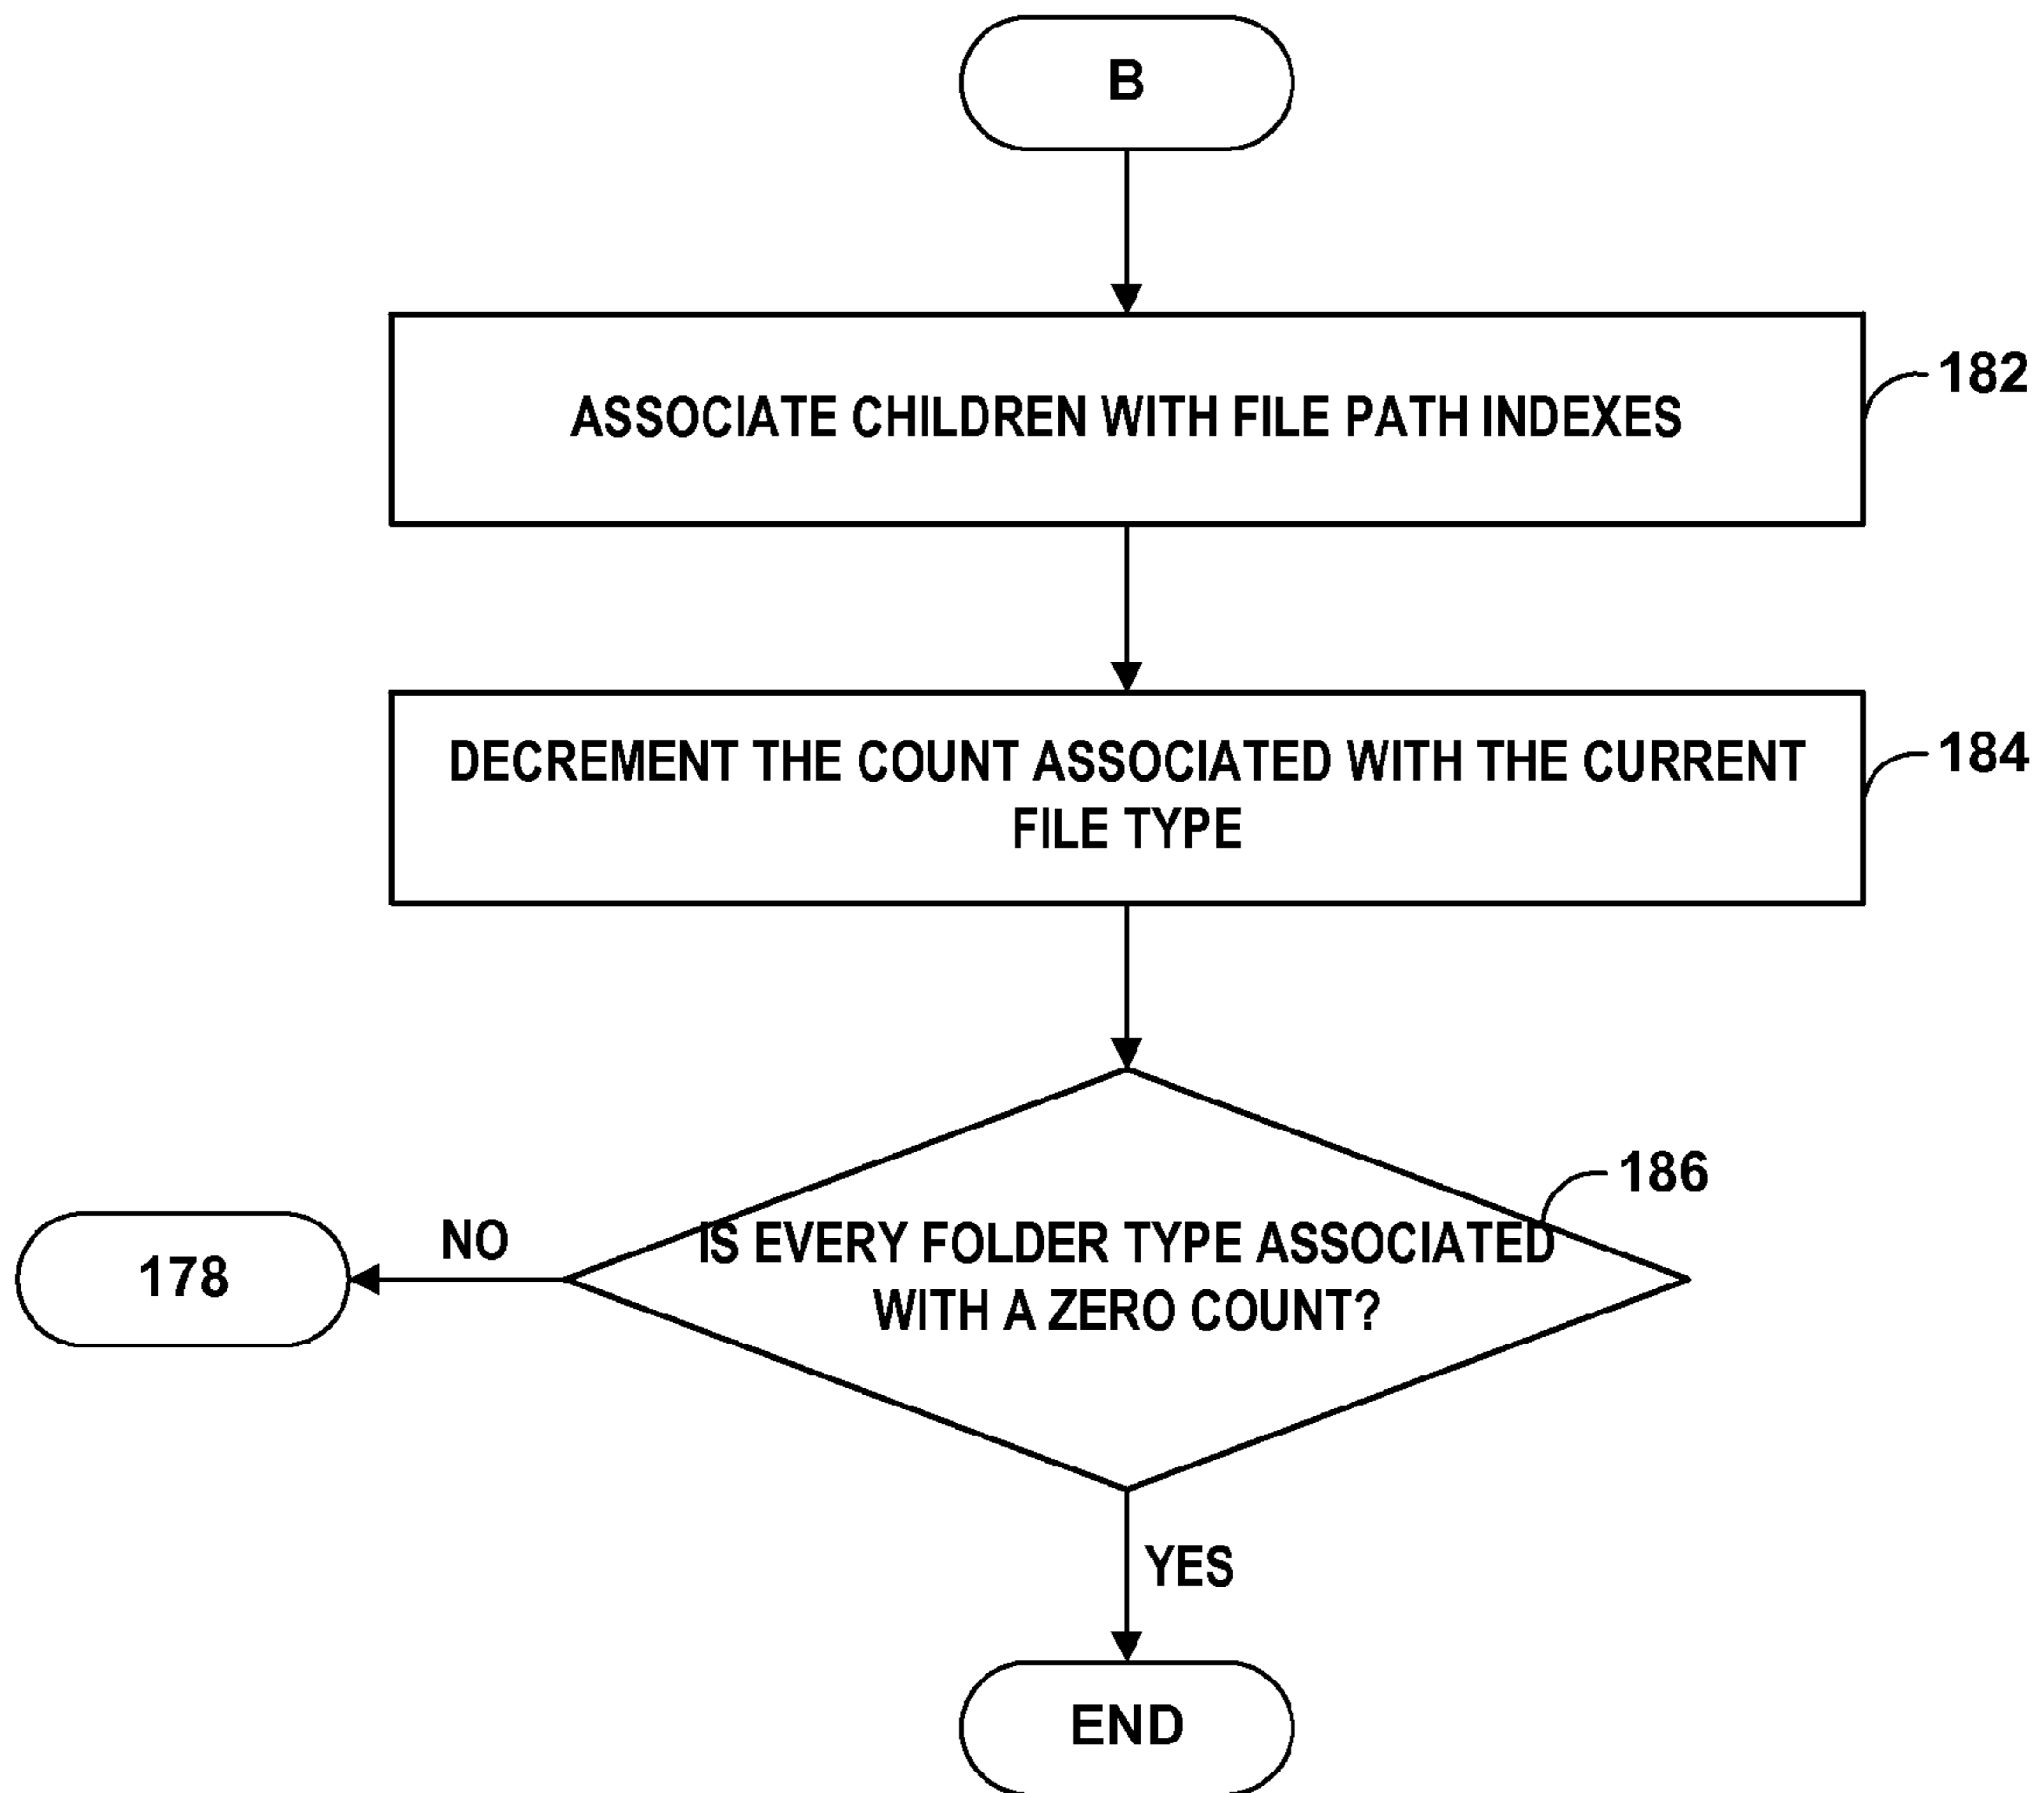 B
ASSOCIATE CHILDREN WITH FILE PATH INDEXES
182
DECREMENT THE COUNT ASSOCIATED WITH THE CURRENT
FILE TYPE
184
186
IS EVERY FOLDER TYPE ASSOCIATED
WITH A ZERO COUNT?
NO
178
YES
END